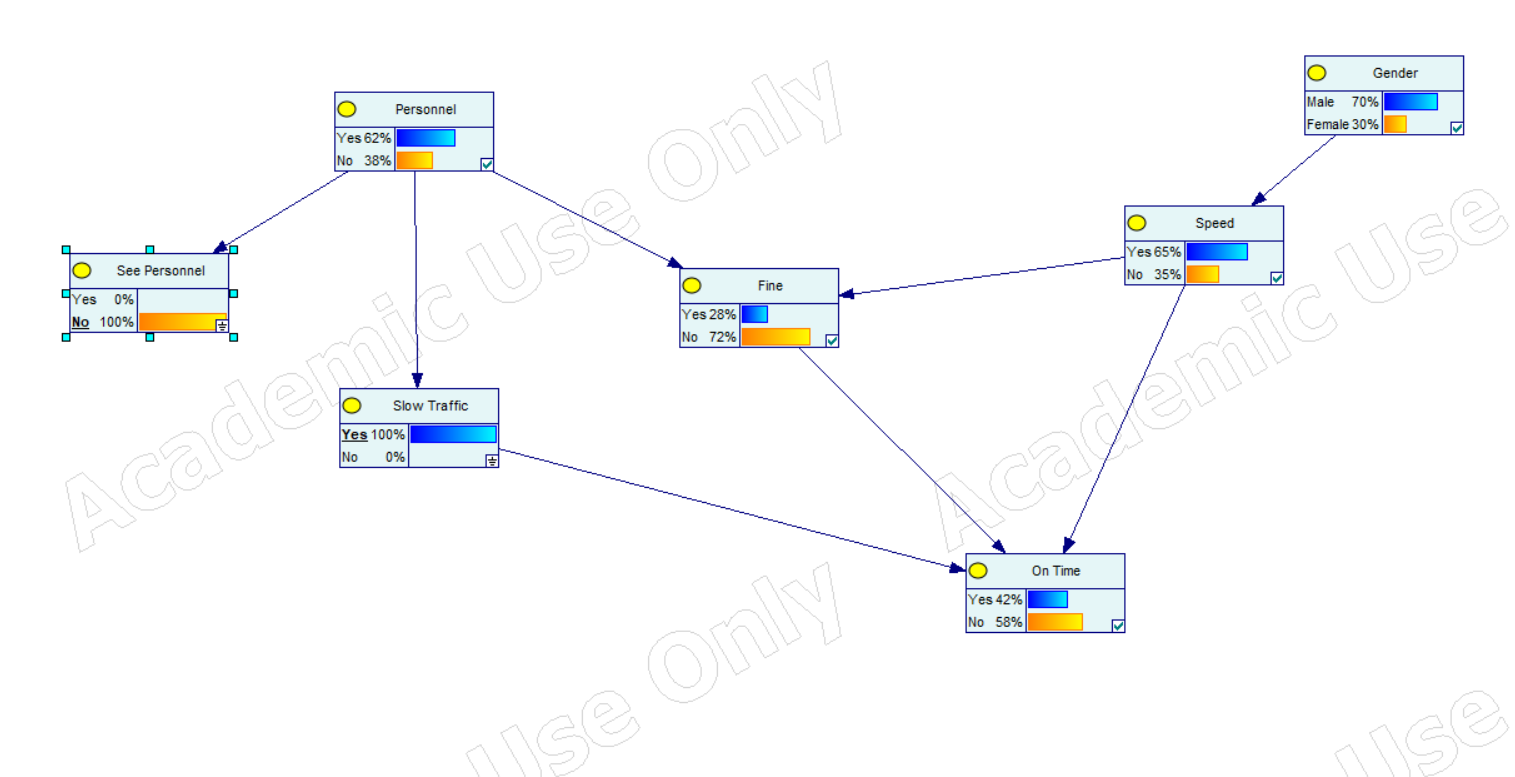 Personnel
Yes 62%
No 38%
Gender
Male 70%
Female 30%
See Personnel
Yes 0%
No 100%
Fine
Yes 28%
No 72%
Speed
Yes 65%
No 35%
Slow Traffic
Yes 100%
No 0%
On Time
Yes 42%
No 58%
Academic Use Only
Academic Use
Use Only
Use